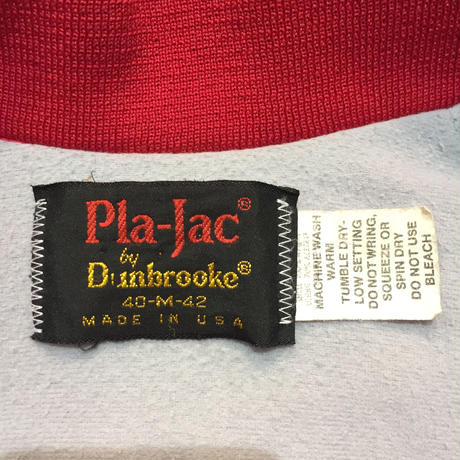 Pla-Jac®
by
Dunbrooke®
40-M-42
MADE IN USA
MACHINE WASH
WARM
TUMBLE DRY-
LOW SETTING
DO NOT WRING,
SQUEEZE OR
SPIN DRY
DO NOT USE
BLEACH